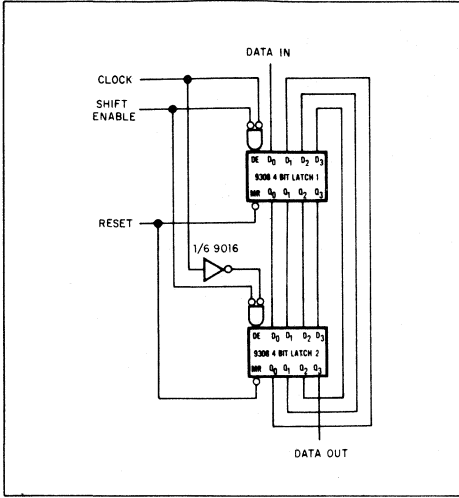 DATA IN
CLOCK
SHIFT
ENABLE
DE D0 D1 D2 D3
9308 4 BIT LATCH 1
MR Q0 Q1 Q2 Q3
RESET
1/6 9016
DE D0 D1 D2 D3
9308 4 BIT LATCH 2
MR Q0 Q1 Q2 Q3
DATA OUT